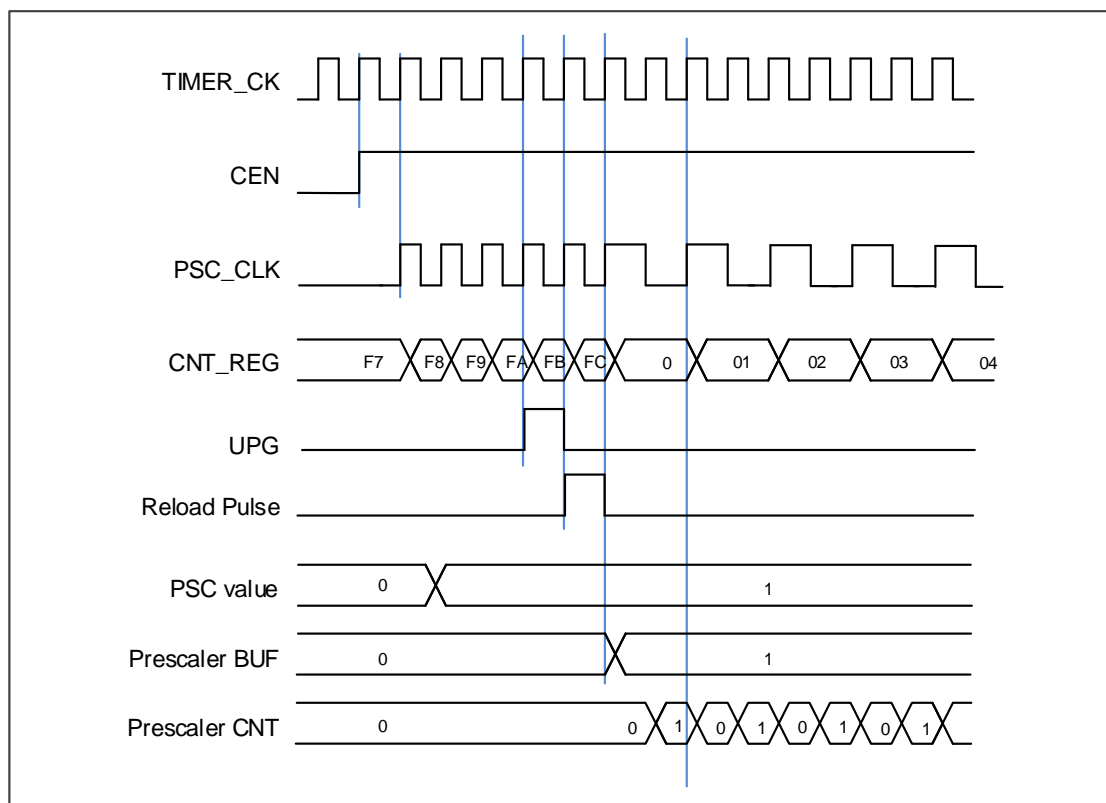 TIMER_CK
CEN
PSC_CLK
CNT_REG F7 F8 F9 FA FB FC 0 01 02 03 04
UPG
Reload Pulse
PSC value 0 1
Prescaler BUF 0 1
Prescaler CNT 0 0 1 0 1 0 1 0 1